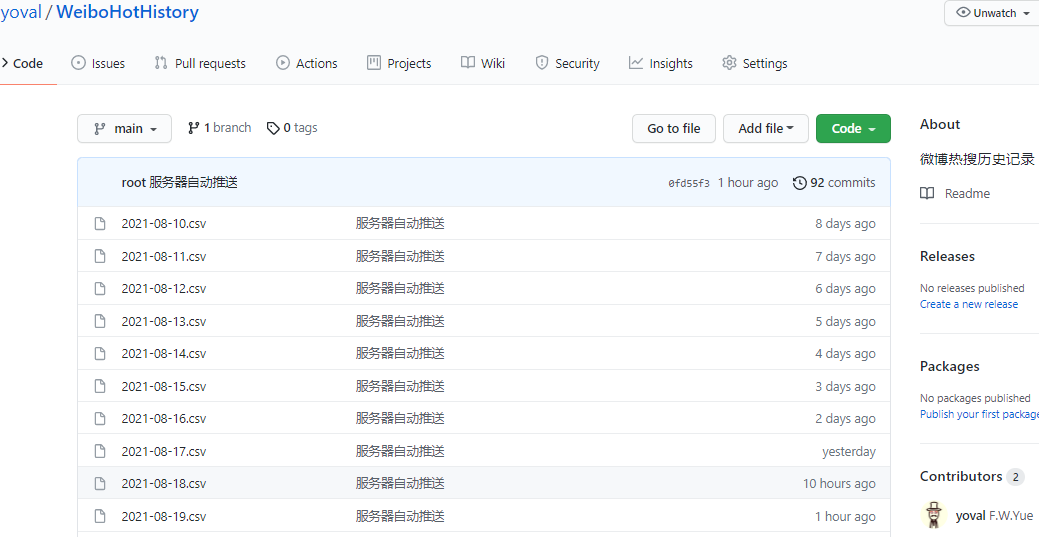 yoval / WeiboHotHistory
Unwatch
Code Issues Pull requests Actions Projects Wiki Security Insights Settings
main 1 branch 0 tags Go to file Add file Code
root 服务器自动推送 0fd55f3 1 hour ago 92 commits
2021-08-10.csv 服务器自动推送 8 days ago
2021-08-11.csv 服务器自动推送 7 days ago
2021-08-12.csv 服务器自动推送 6 days ago
2021-08-13.csv 服务器自动推送 5 days ago
2021-08-14.csv 服务器自动推送 4 days ago
2021-08-15.csv 服务器自动推送 3 days ago
2021-08-16.csv 服务器自动推送 2 days ago
2021-08-17.csv 服务器自动推送 yesterday
2021-08-18.csv 服务器自动推送 10 hours ago
2021-08-19.csv 服务器自动推送 1 hour ago
About
微博热搜历史记录
Readme
Releases
No releases published
Create a new release
Packages
No packages published
Publish your first package
Contributors 2
yoval F.W.Yue